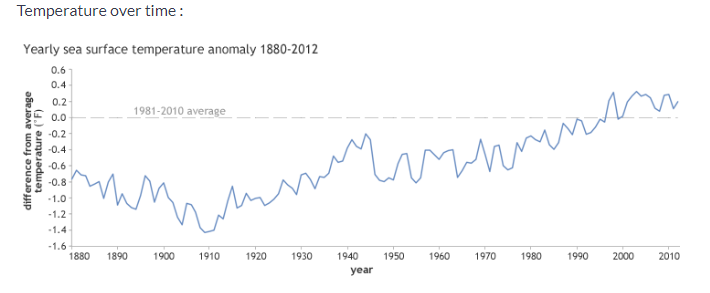 Temperature over time :
Yearly sea surface temperature anomaly 1880-2012
difference from average
temperature (°F)
0.6
0.4
0.2
0.0
-0.2
-0.4
-0.6
-0.8
-1.0
-1.2
-1.4
-1.6
1981-2010 average
1880 1890 1900 1910 1920 1930 1940 1950 1960 1970 1980 1990 2000 2010
year